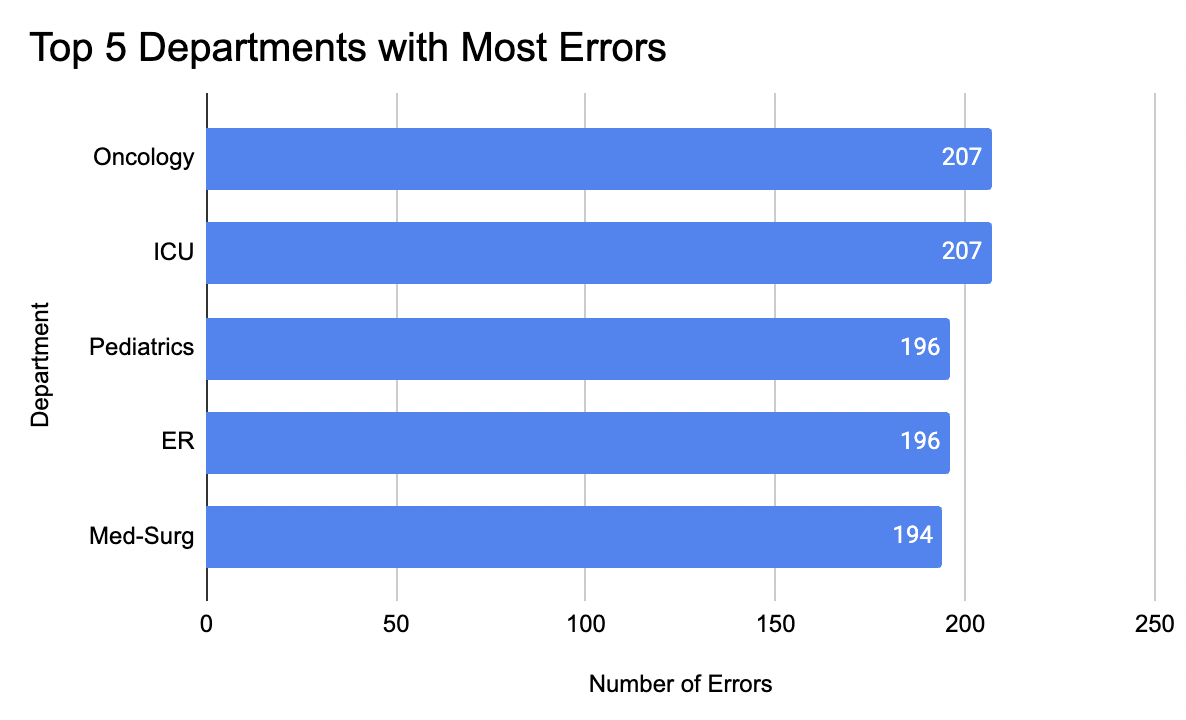 Top 5 Departments with Most Errors
Department
Oncology 207
ICU 207
Pediatrics 196
ER 196
Med-Surg 194
0 50 100 150 200 250
Number of Errors